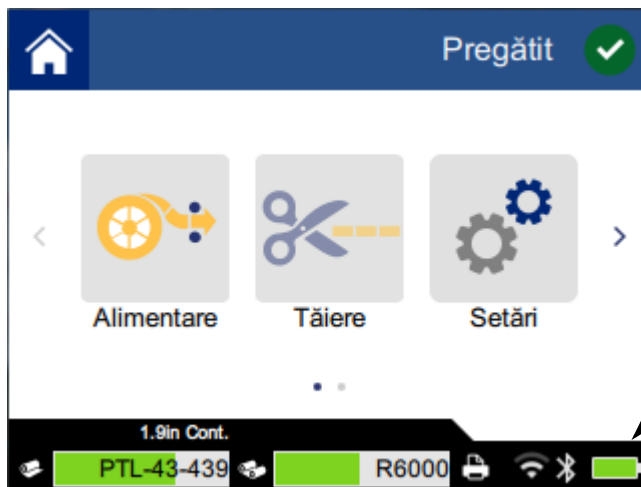 Pregătit
Alimentare Tăiere Setări
1.9in Cont.
PTL-43-439 R6000